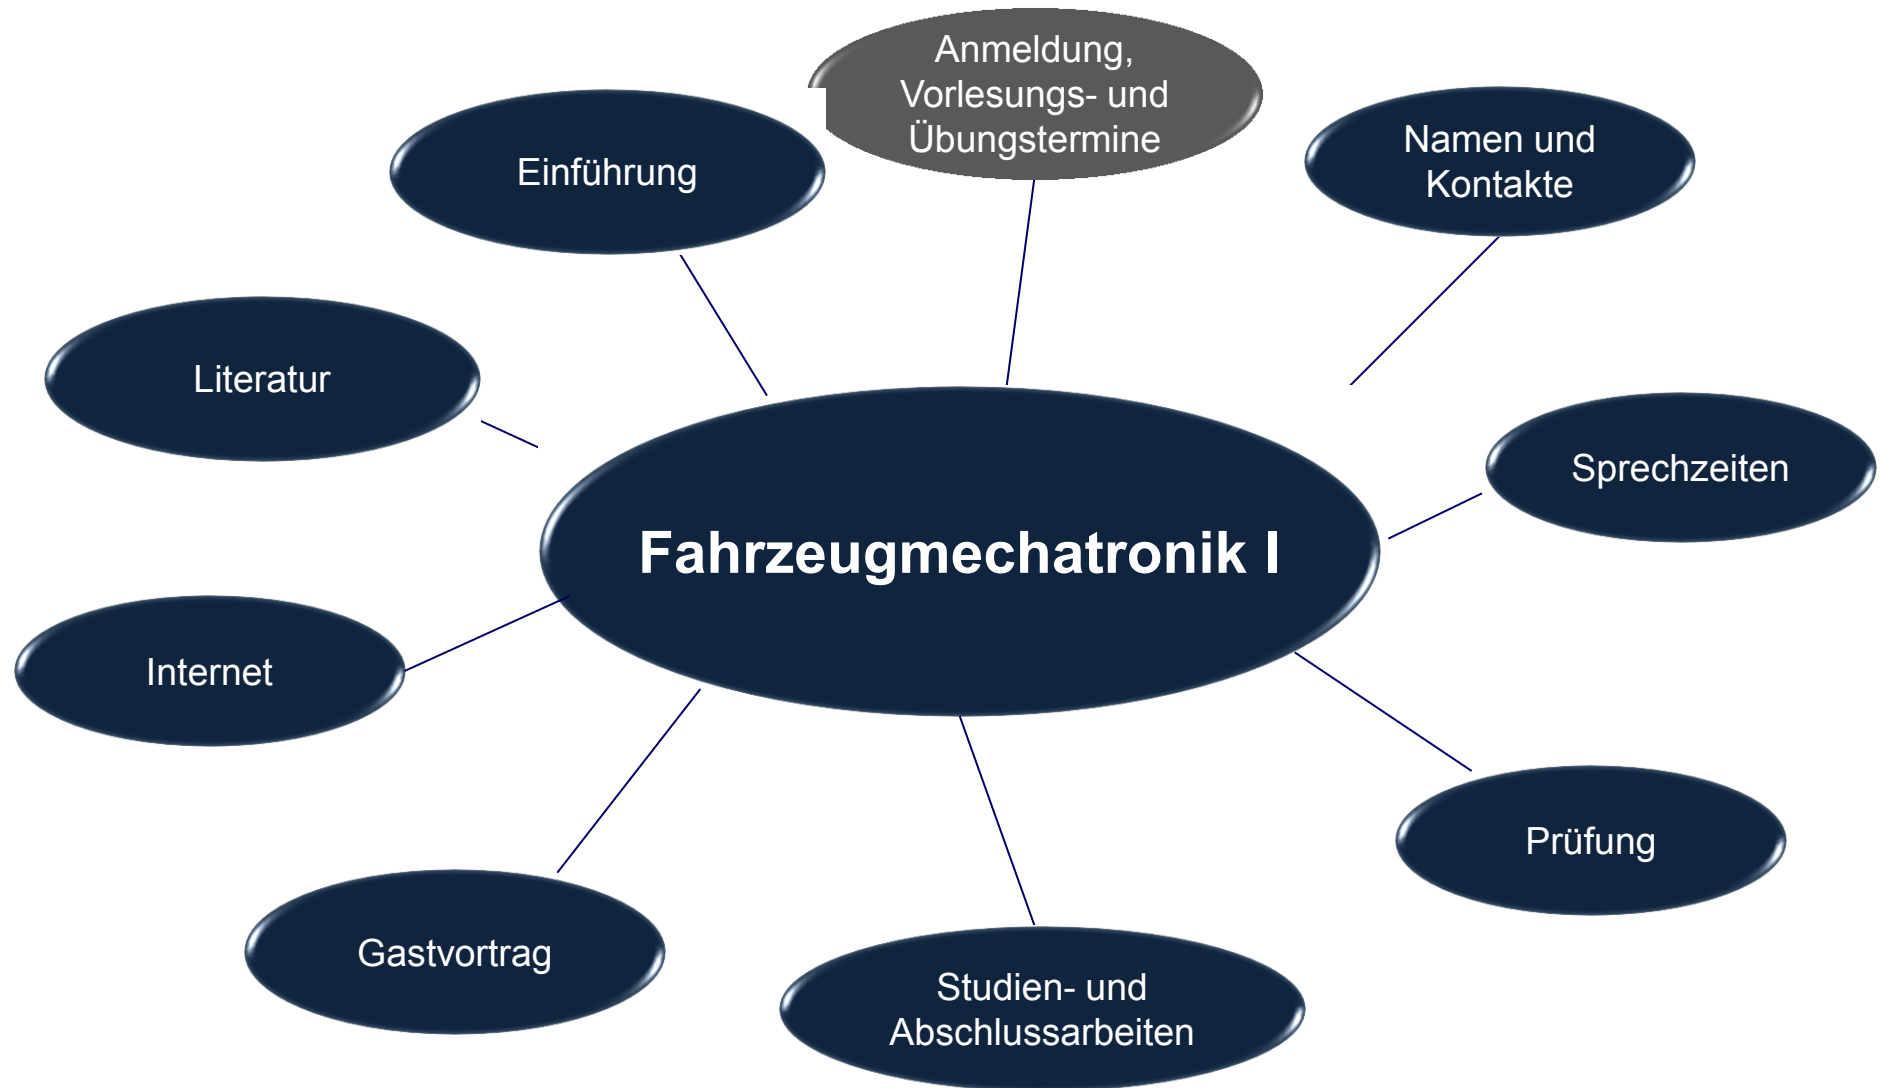 Anmeldung,
Vorlesungs- und
Übungstermine
Einführung
Namen und
Kontakte
Literatur
Sprechzeiten
Fahrzeugmechatronik I
Internet
Prüfung
Gastvortrag
Studien- und
Abschlussarbeiten